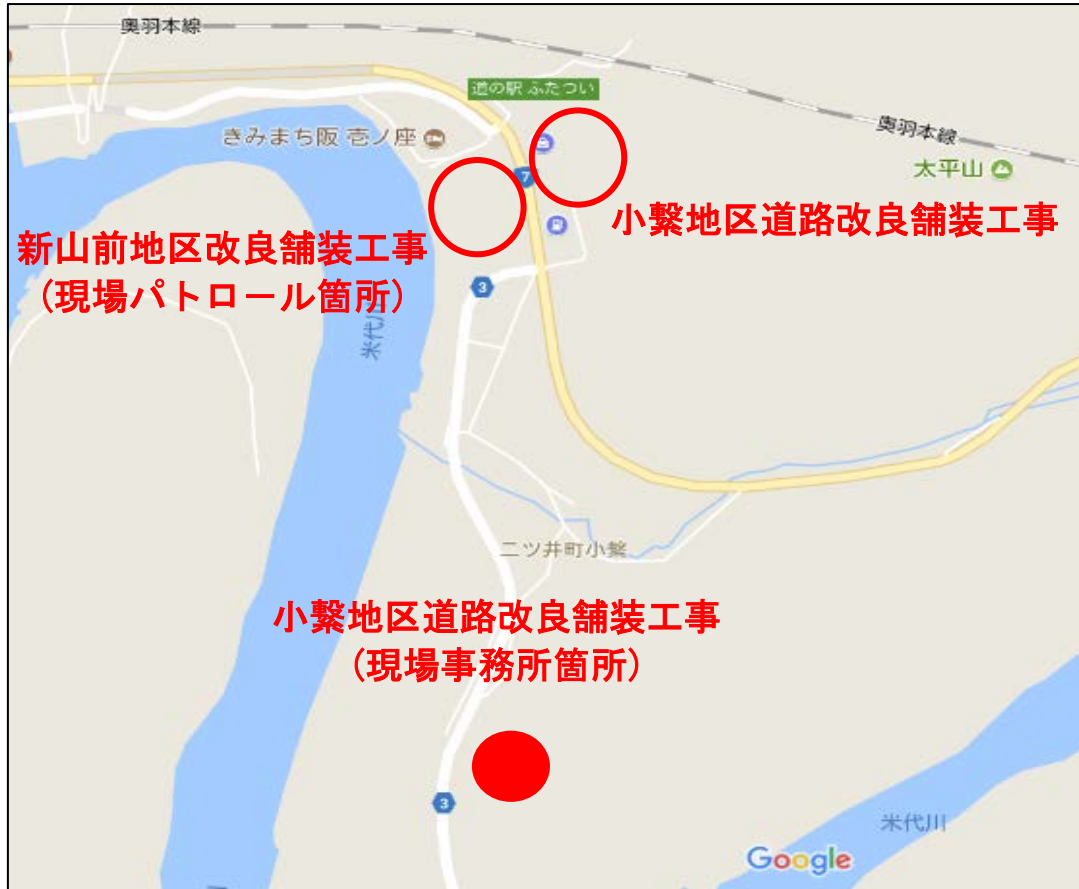 奥羽本線
道の駅 ふたつい
奥羽本線
きみまち阪 壱ノ座
太平山
7
小繋地区道路改良舗装工事
新山前地区改良舗装工事
(現場パトロール箇所)
3
米代川
二ツ井町小繋
小繋地区道路改良舗装工事
(現場事務所箇所)
3
米代川
Google